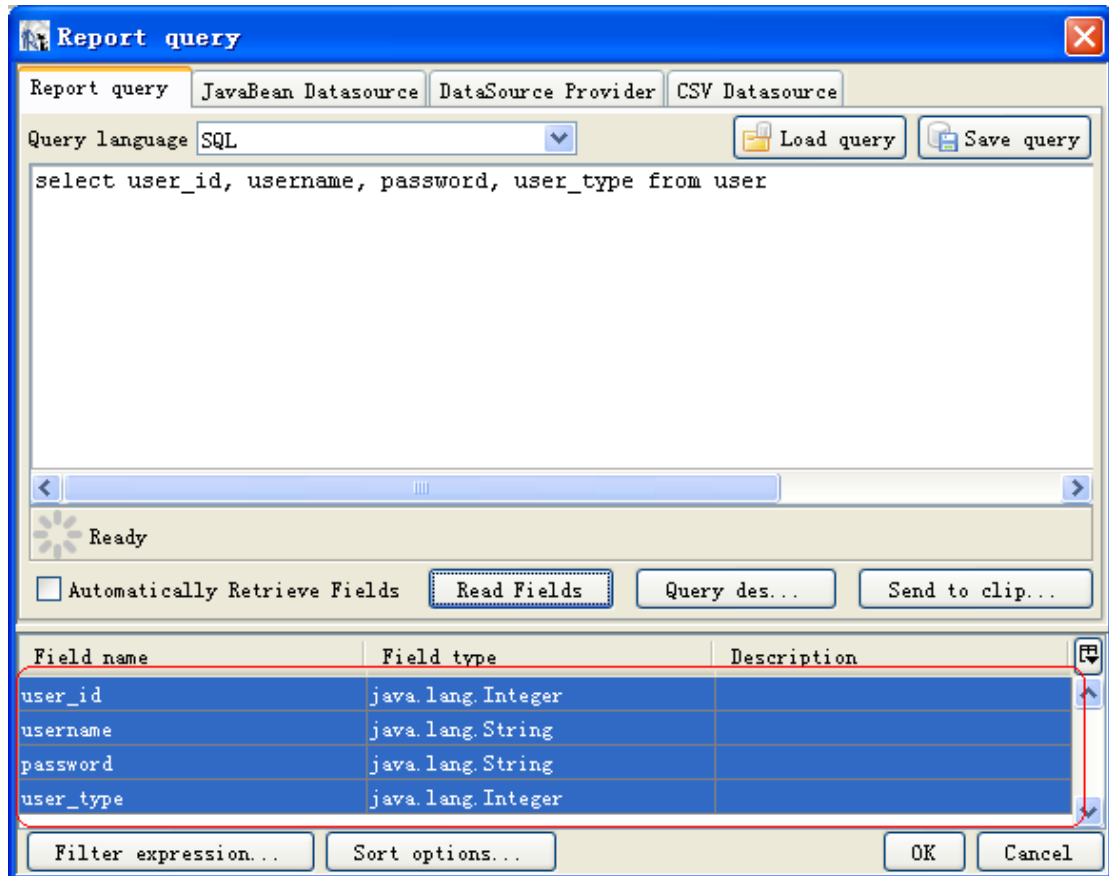 Report query
Report query JavaBean Datasource DataSource Provider CSV Datasource
Query language SQL Load query Save query
select user_id, username, password, user_type from user
Ready
Automatically Retrieve Fields Read Fields Query des... Send to clip...
Field name Field type Description
user_id java.lang.Integer
username java.lang.String
password java.lang.String
user_type java.lang.Integer
Filter expression... Sort options... OK Cancel